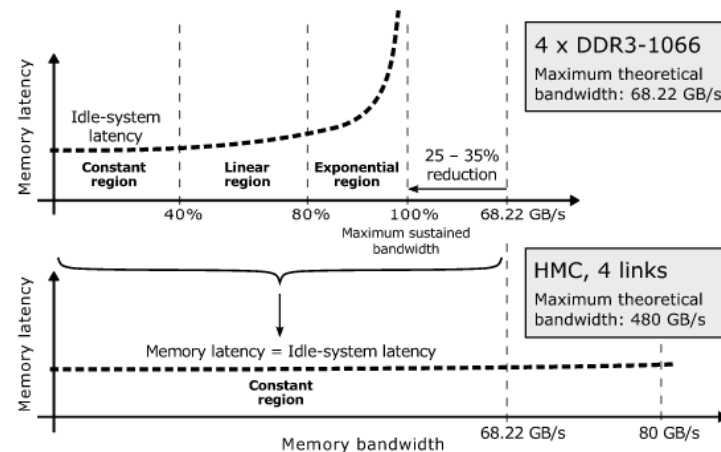 4 x DDR3-1066
Maximum theoretical
bandwidth: 68.22 GB/s
Memory latency
Idle-system
latency
Constant
region
Linear
region
Exponential
region
25 – 35%
reduction
40%
80%
100%
68.22 GB/s
Maximum sustained
bandwidth
HMC, 4 links
Maximum theoretical
bandwidth: 480 GB/s
Memory latency
Memory latency = Idle-system latency
Constant
region
68.22 GB/s
80 GB/s
Memory bandwidth